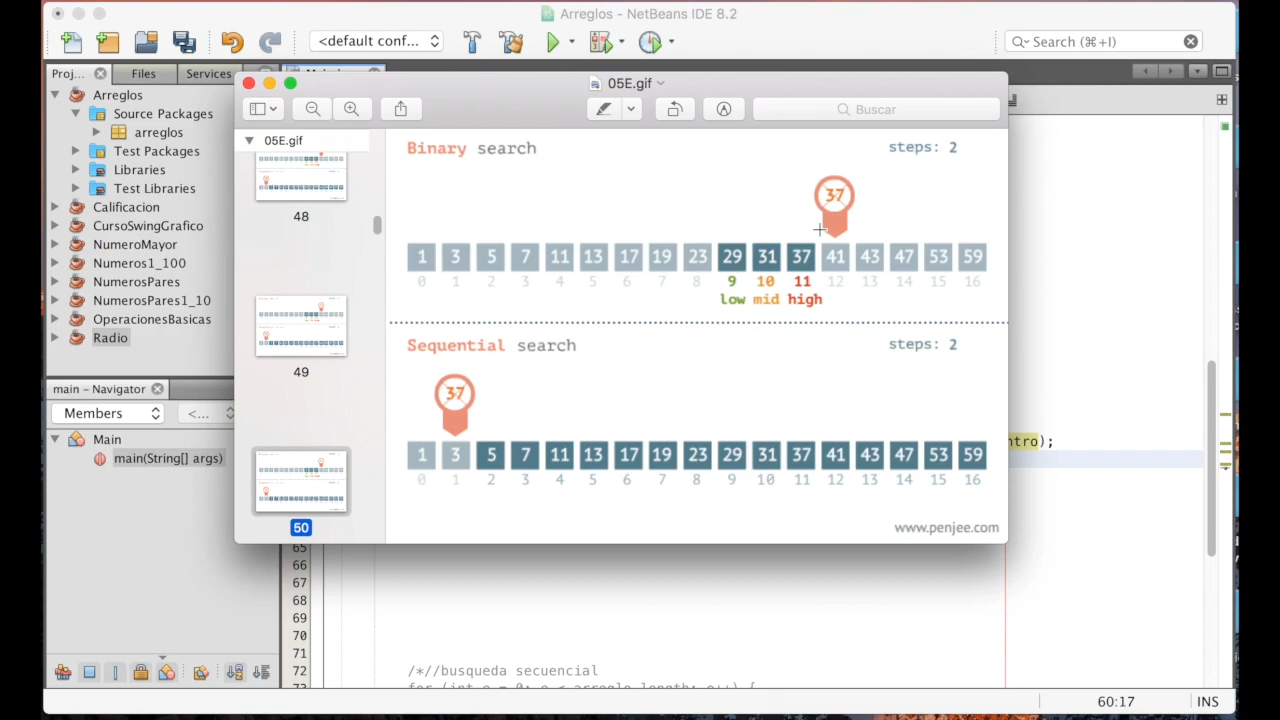 Arreglos - NetBeans IDE 8.2
<default conf...
Search (⌘+I)
Proj...
Files
Services
05E.gif
Buscar
Arreglos
Source Packages
arreglos
Test Packages
Libraries
Test Libraries
Calificacion
CursoSwingGrafico
NumeroMayor
Numeros1_100
NumerosPares
NumerosPares1_10
OperacionesBasicas
Radio
05E.gif
48
49
50
Binary search
steps: 2
37
1 3 5 7 11 13 17 19 23 29 31 37 41 43 47 53 59
0 1 2 3 4 5 6 7 8 9 10 11 12 13 14 15 16
low mid high
Sequential search
steps: 2
37
1 3 5 7 11 13 17 19 23 29 31 37 41 43 47 53 59
0 1 2 3 4 5 6 7 8 9 10 11 12 13 14 15 16
www.penjee.com
main - Navigator
Members
<...
Main
main(String[] args)
ntro);
65
66
67
68
69
70
71
72 /*//busqueda secuencial
60:17
INS